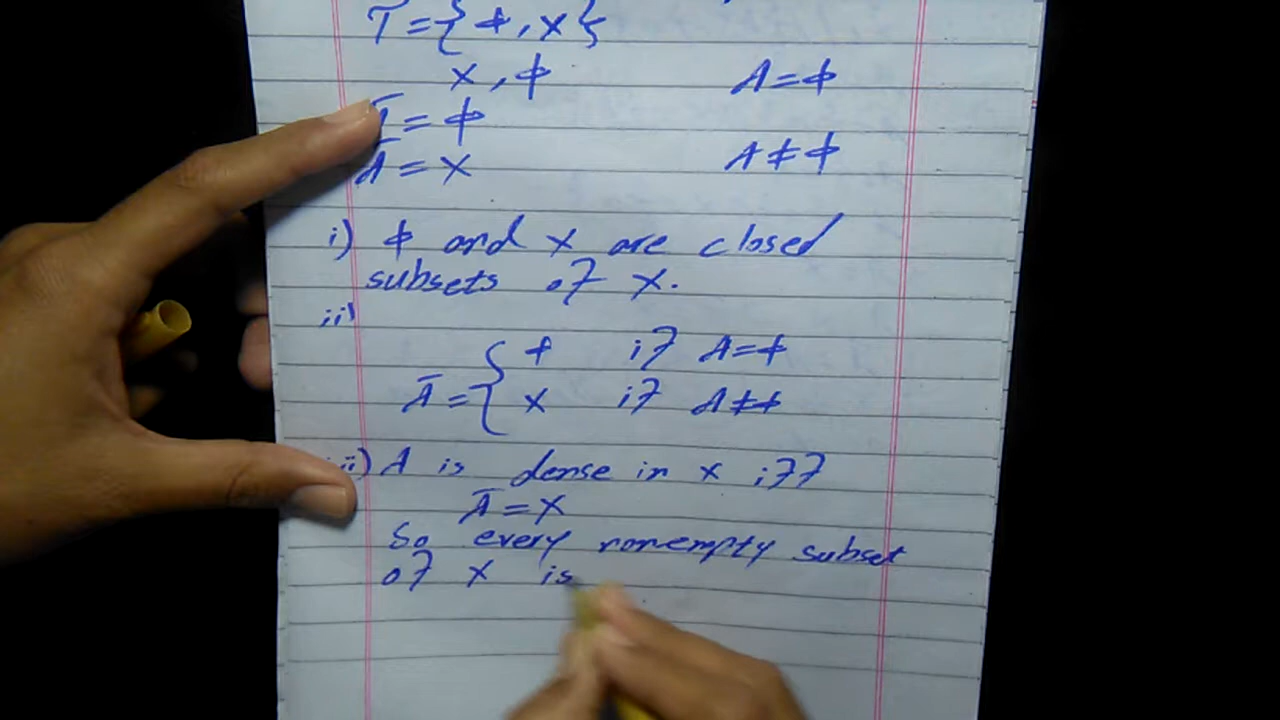 T = { ϕ, X }
X, ϕ A = ϕ
= ϕ
Ā = X A ≠ ϕ
i) ϕ and X are closed
subsets of X.
ii)
ϕ if A = ϕ
Ā = {
X if A ≠ ϕ
iii) A is dense in X iff
Ā = X
So every nonempty subset
of X is